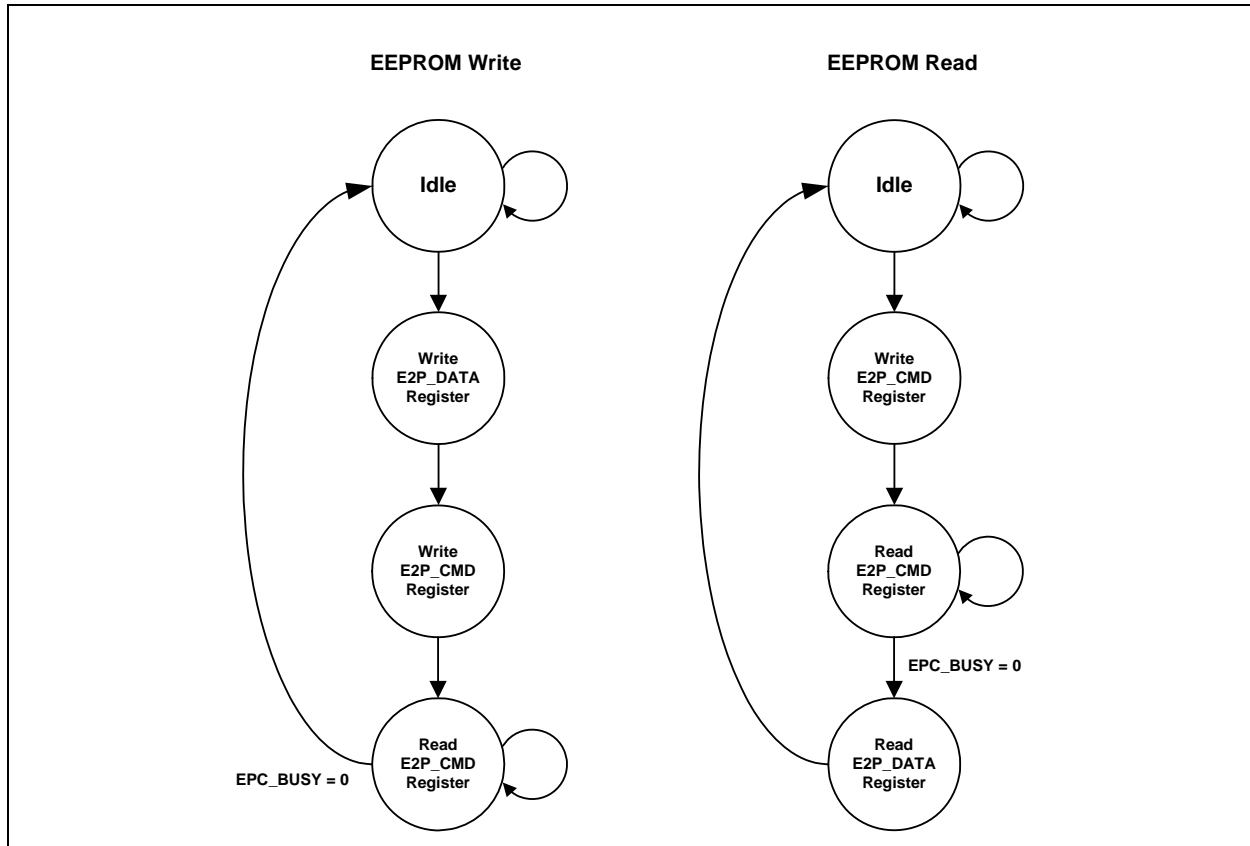 EEPROM Write
Idle
Write
E2P_DATA
Register
Write
E2P_CMD
Register
Read
E2P_CMD
Register
EPC_BUSY = 0
EEPROM Read
Idle
Write
E2P_CMD
Register
Read
E2P_CMD
Register
EPC_BUSY = 0
Read
E2P_DATA
Register